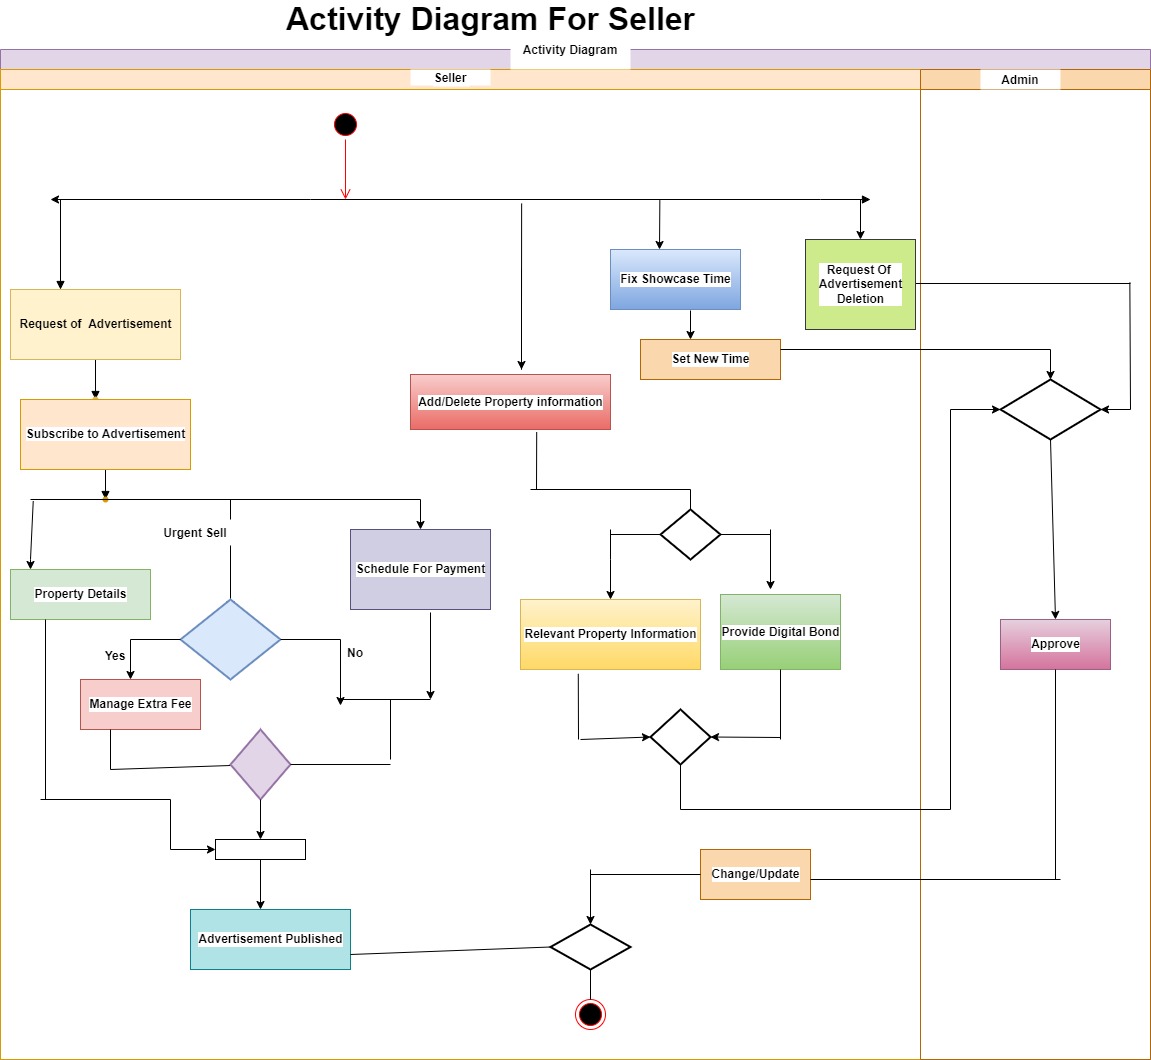 Activity Diagram For Seller
Activity Diagram
Seller
Admin
Fix Showcase Time
Request Of
Advertisement
Deletion
Request of  Advertisement
Set New Time
Add/Delete Property information
Subscribe to Advertisement
Urgent Sell
Schedule For Payment
Property Details
Relevant Property Information
Provide Digital Bond
Approve
Yes
No
Manage Extra Fee
Change/Update
Advertisement Published